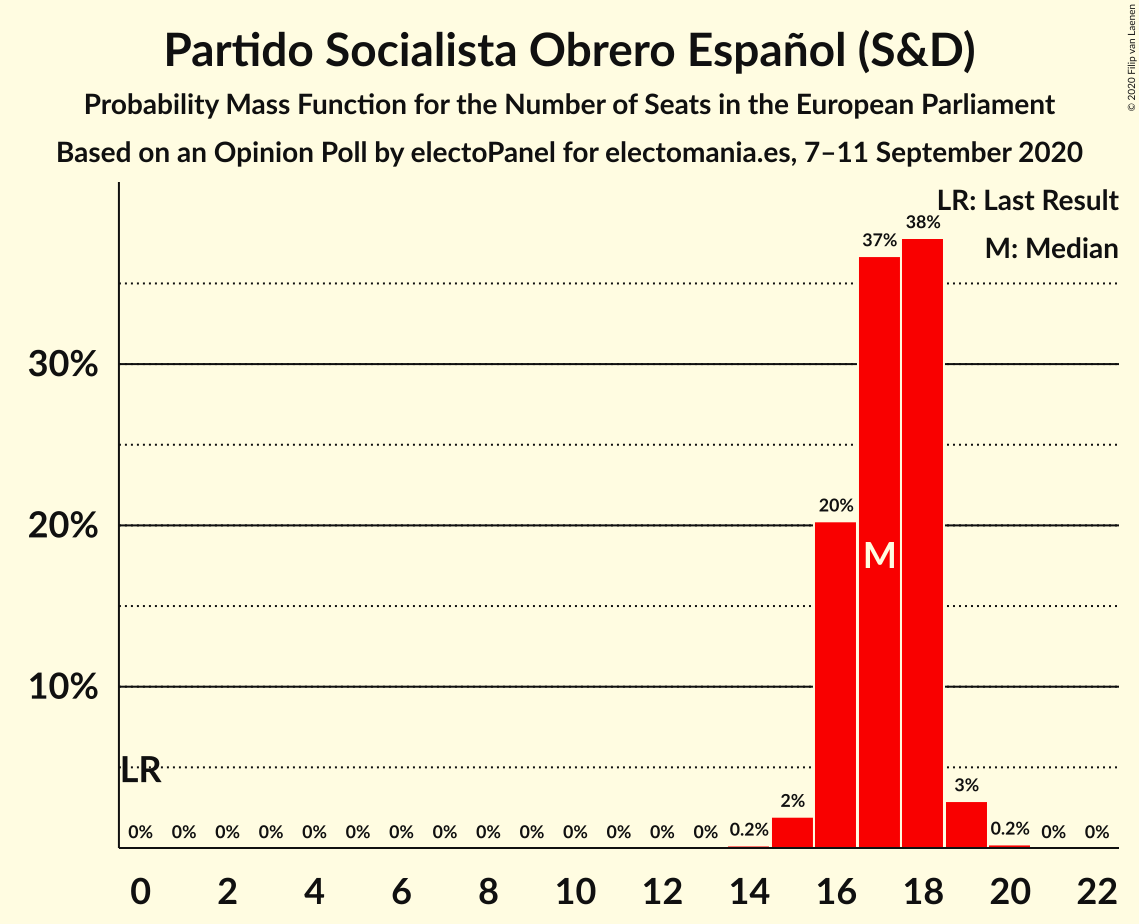 Partido Socialista Obrero Español (S&D)
Probability Mass Function for the Number of Seats in the European Parliament
Based on an Opinion Poll by electoPanel for electomania.es, 7–11 September 2020
© 2020 Filip van Laenen
LR: Last Result
M: Median
38%
37%
30%
20%
20%
M
10%
LR
0% 0% 0% 0% 0% 0% 0% 0% 0% 0% 0% 0% 0% 0% 0.2% 2% 3% 0.2% 0% 0%
0 2 4 6 8 10 12 14 16 18 20 22